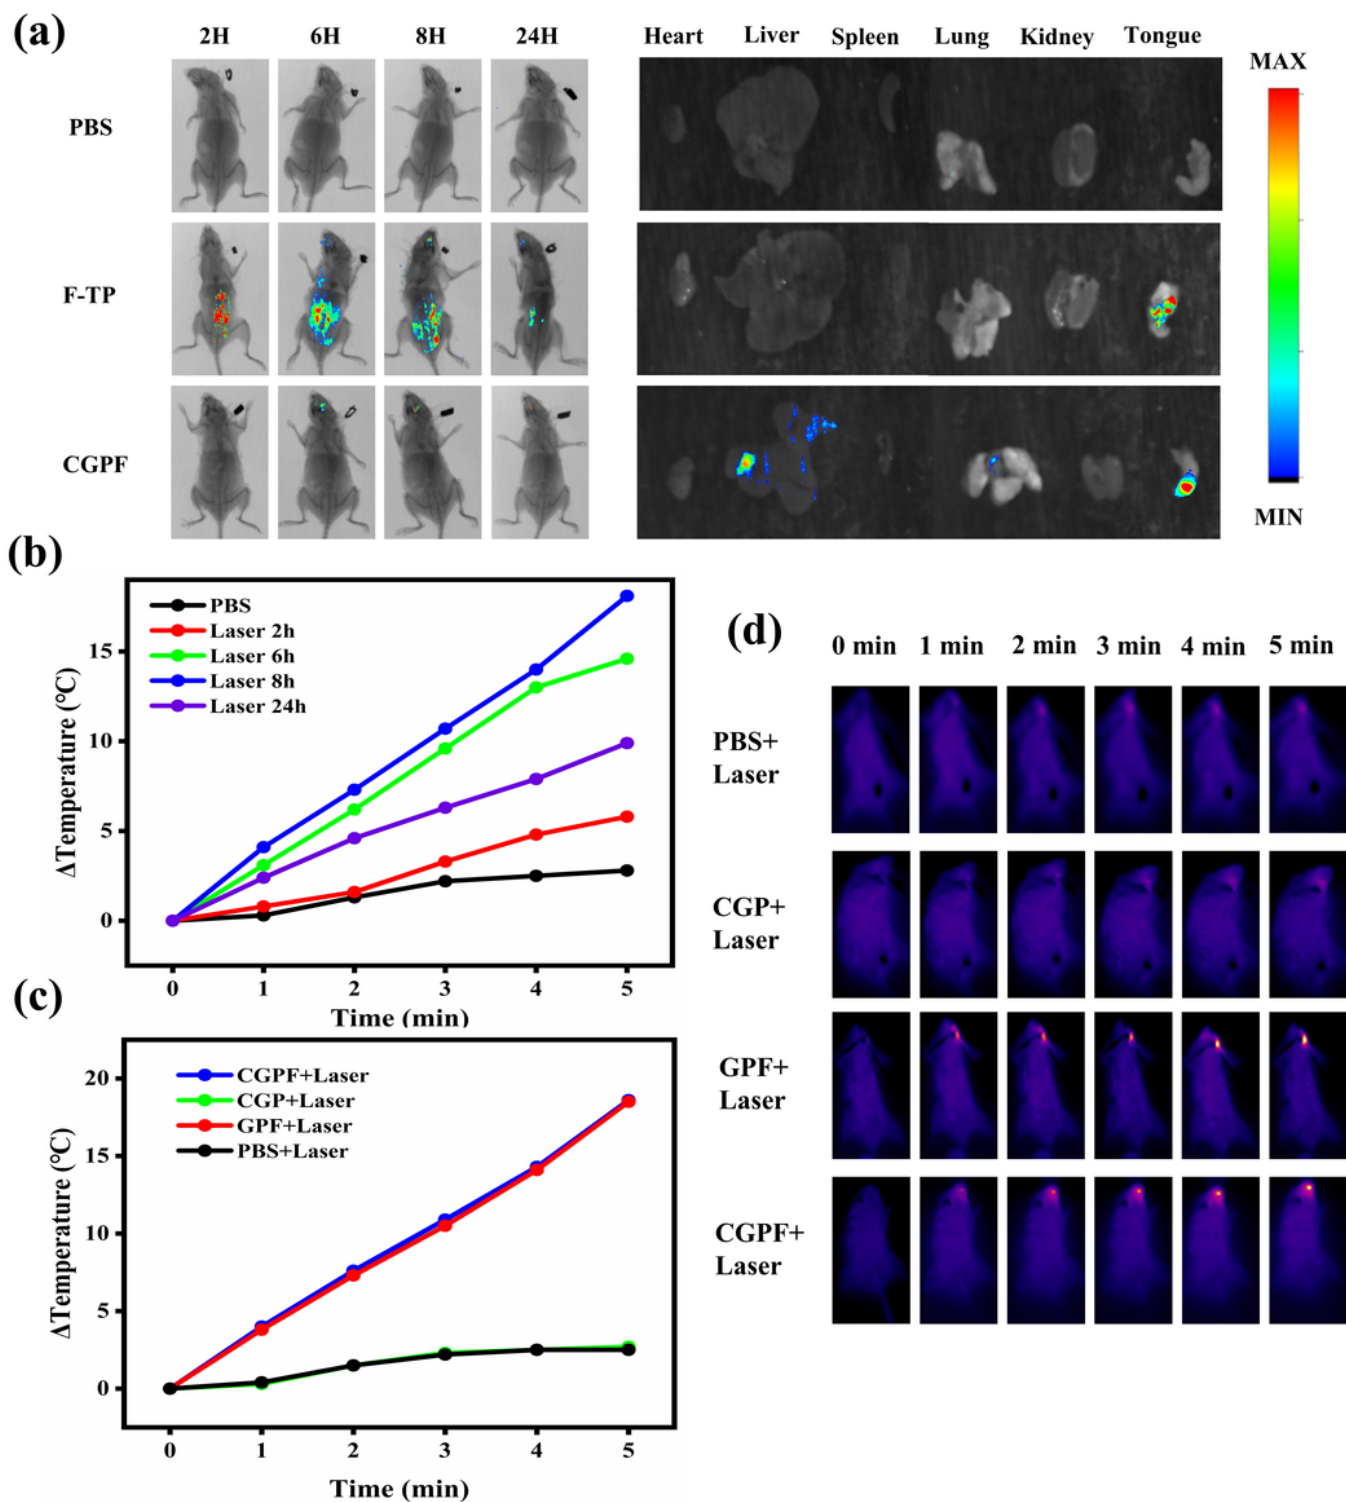 (a)
2H 6H 8H 24H Heart Liver Spleen Lung Kidney Tongue
MAX
PBS
F-TP
CGPF
MIN
(b)
PBS
Laser 2h
Laser 6h
Laser 8h
Laser 24h
15
10
5
0
ΔTemperature (°C)
0 1 2 3 4 5
Time (min)
(c)
CGPF+Laser
CGP+Laser
GPF+Laser
PBS+Laser
20
15
10
5
0
ΔTemperature (°C)
0 1 2 3 4 5
Time (min)
(d)
0 min 1 min 2 min 3 min 4 min 5 min
PBS+
Laser
CGP+
Laser
GPF+
Laser
CGPF+
Laser